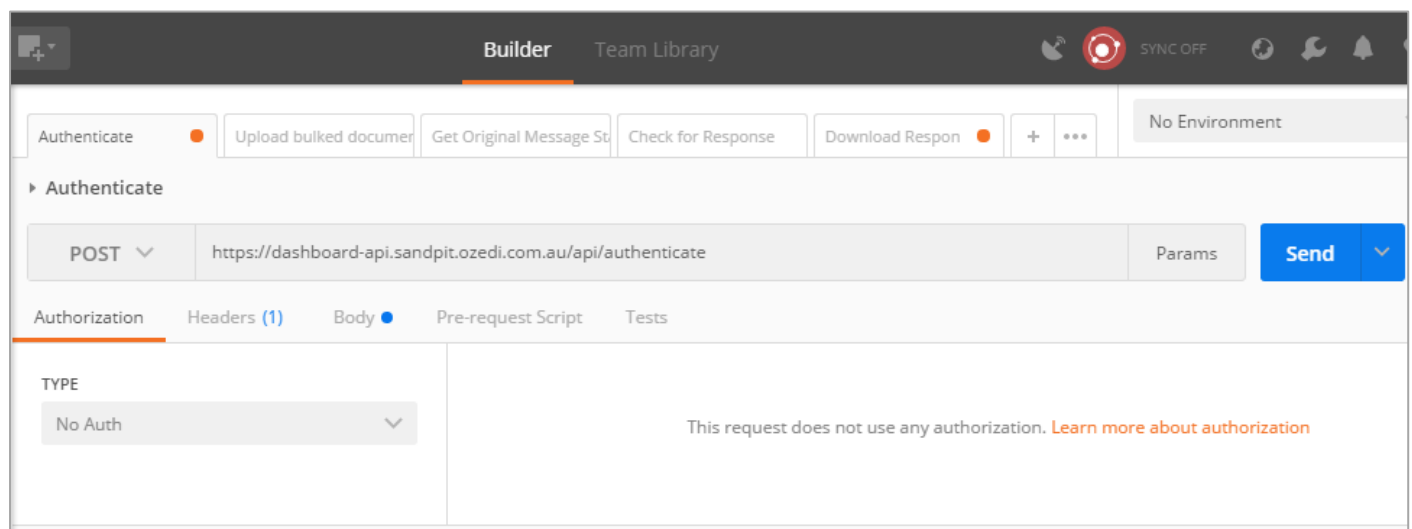 Builder Team Library SYNC OFF
Authenticate Upload bulked documer Get Original Message St Check for Response Download Respon + ••• No Environment
Authenticate
POST https://dashboard-api.sandpit.ozedi.com.au/api/authenticate Params Send
Authorization Headers (1) Body Pre-request Script Tests
TYPE
No Auth
This request does not use any authorization. Learn more about authorization